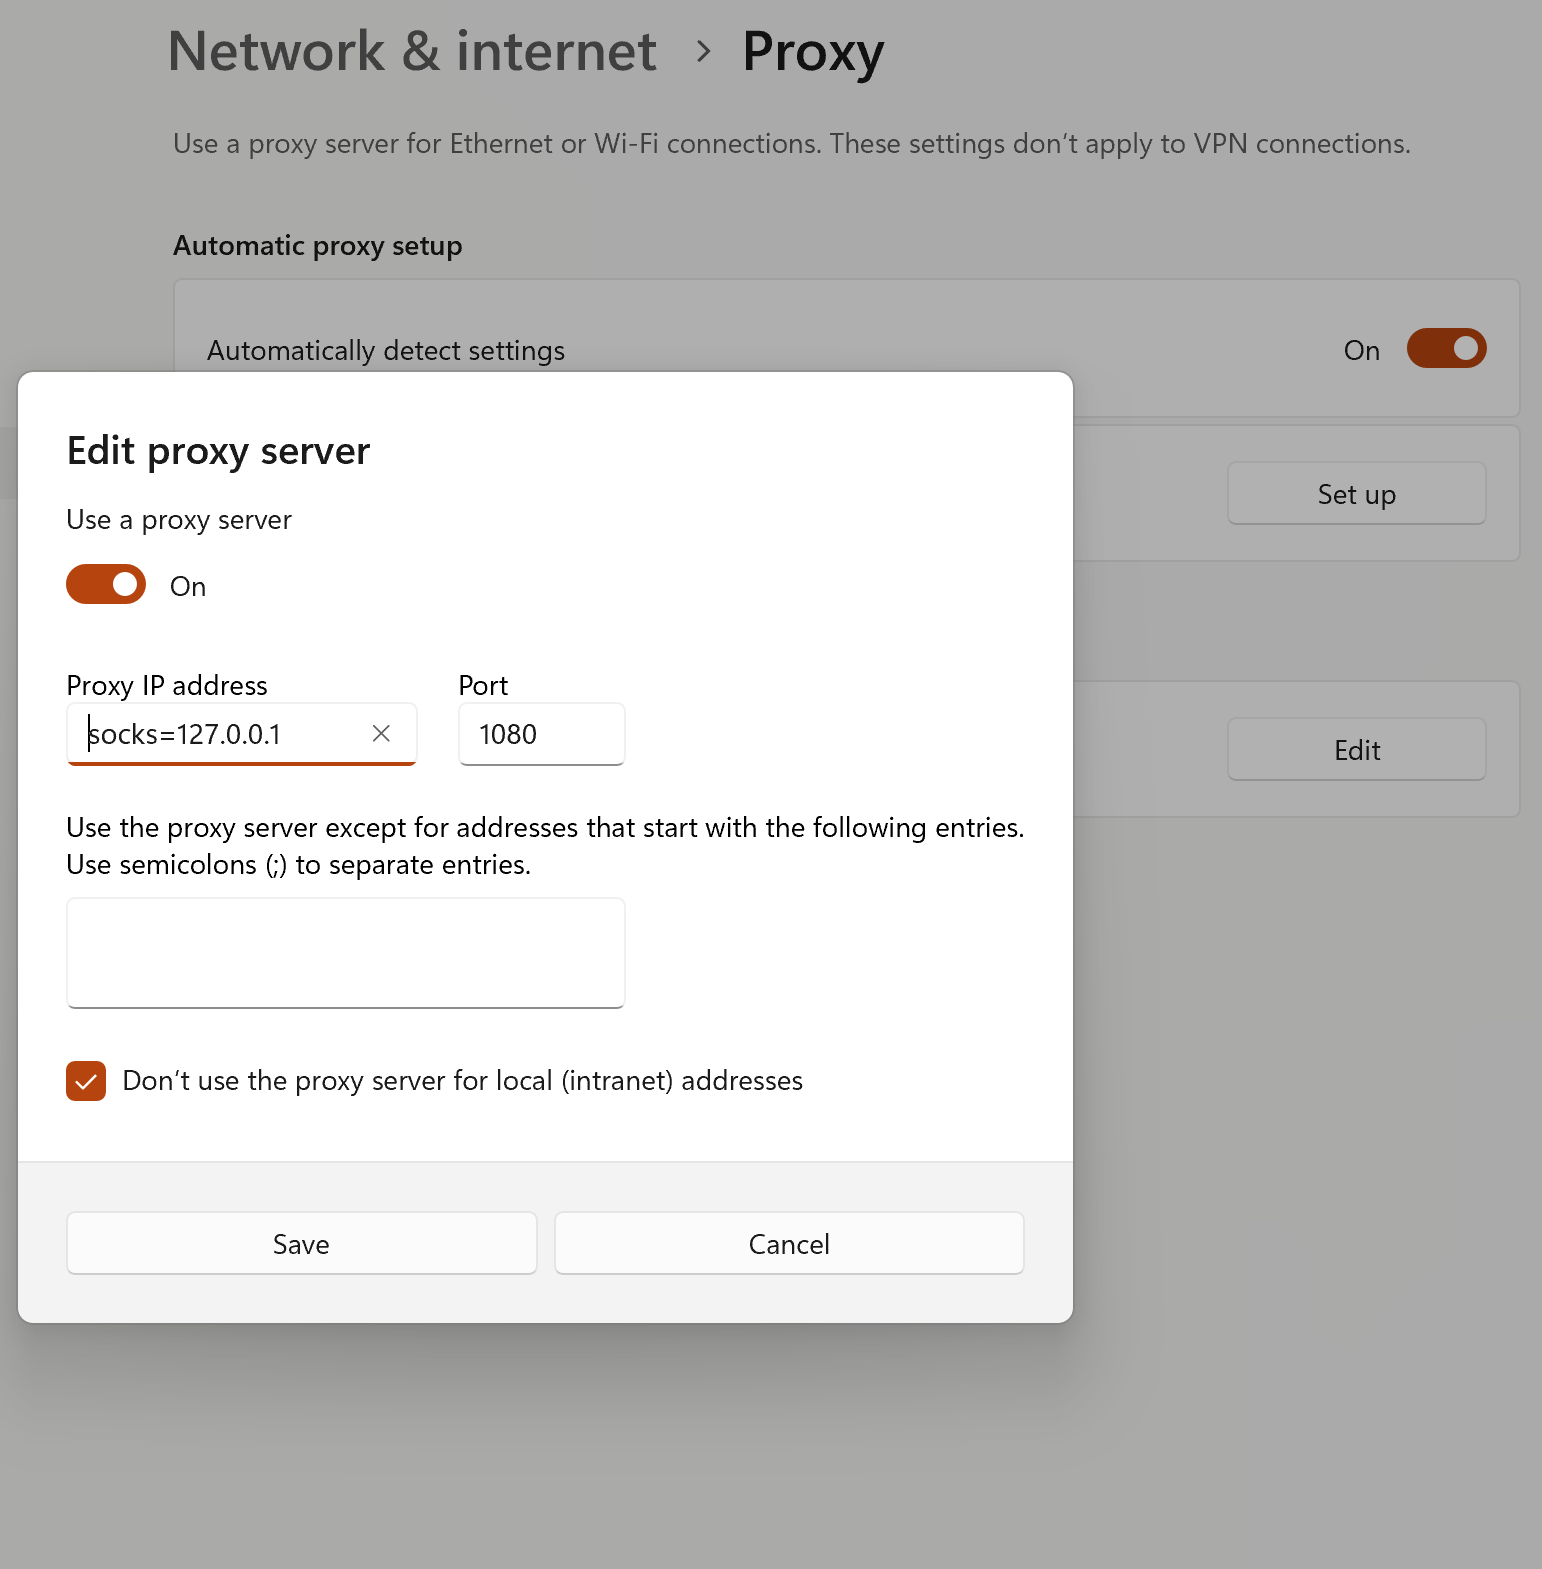 Network & internet > Proxy
Use a proxy server for Ethernet or Wi-Fi connections. These settings don't apply to VPN connections.
Automatic proxy setup
Automatically detect settings On
Set up
Edit
Edit proxy server
Use a proxy server
On
Proxy IP address Port
socks=127.0.0.1 1080
Use the proxy server except for addresses that start with the following entries.
Use semicolons (;) to separate entries.
Don't use the proxy server for local (intranet) addresses
Save Cancel